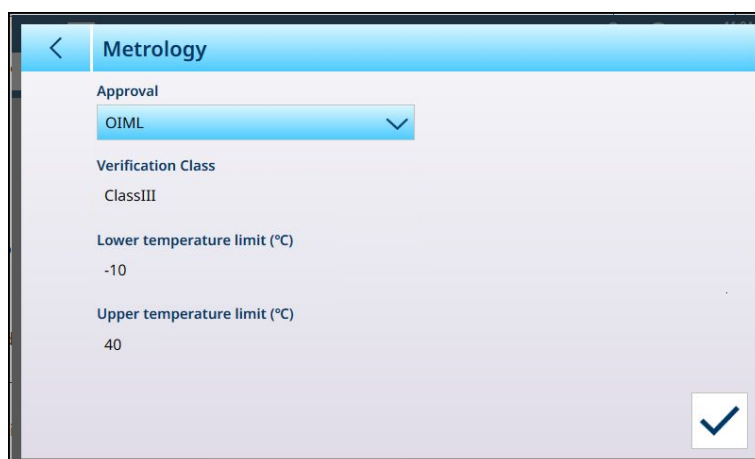 Metrology
Approval
OIML
Verification Class
ClassIII
Lower temperature limit (°C)
-10
Upper temperature limit (°C)
40